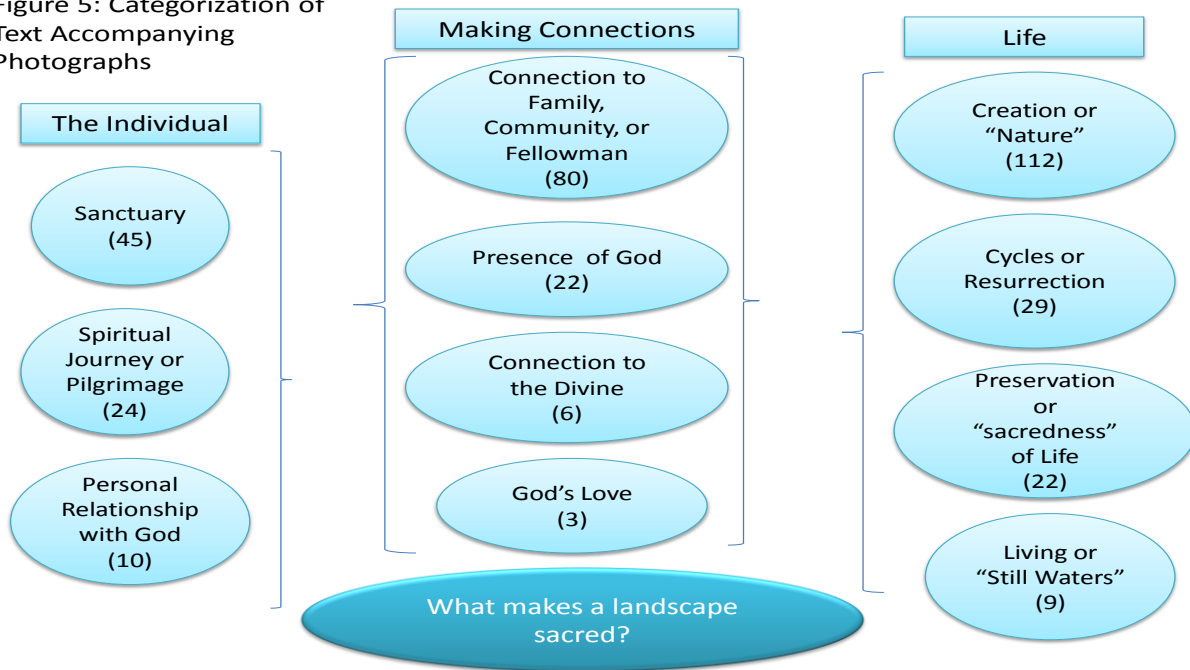 Figure 5: Categorization of
Text Accompanying
Photographs
The Individual
Sanctuary
(45)
Spiritual
Journey or
Pilgrimage
(24)
Personal
Relationship
with God
(10)
Making Connections
Connection to
Family,
Community, or
Fellowman
(80)
Presence of God
(22)
Connection to
the Divine
(6)
God’s Love
(3)
What makes a landscape
sacred?
Life
Creation or
“Nature”
(112)
Cycles or
Resurrection
(29)
Preservation
or
“sacredness”
of Life
(22)
Living or
“Still Waters”
(9)